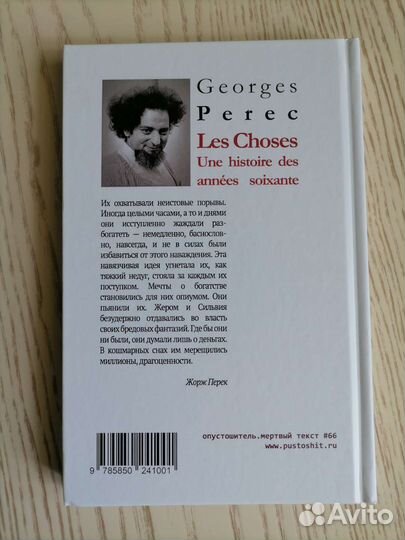 Georges
Perec
Les Choses
Une histoire des
années soixante
Их охватывали неистовые порывы.
Иногда целыми часами, а то и днями
они исступленно жаждали раз-
богатеть — немедленно, баснослов-
но, навсегда, и не в силах были
избавиться от этого наваждения. Эта
навязчивая идея угнетала их, как
тяжкий недуг, стояла за каждым их
поступком. Мечты о богатстве
становились для них опиумом. Они
пьянили их. Жером и Сильвия
безудержно отдавались во власть
своих бредовых фантазий. Где бы они
ни были, они думали лишь о деньгах.
В кошмарных снах им мерещились
миллионы, драгоценности.
Жорж Перек
опустошитель.мертвый текст #66
www.pustoshit.ru
9 785850 241001
Avito